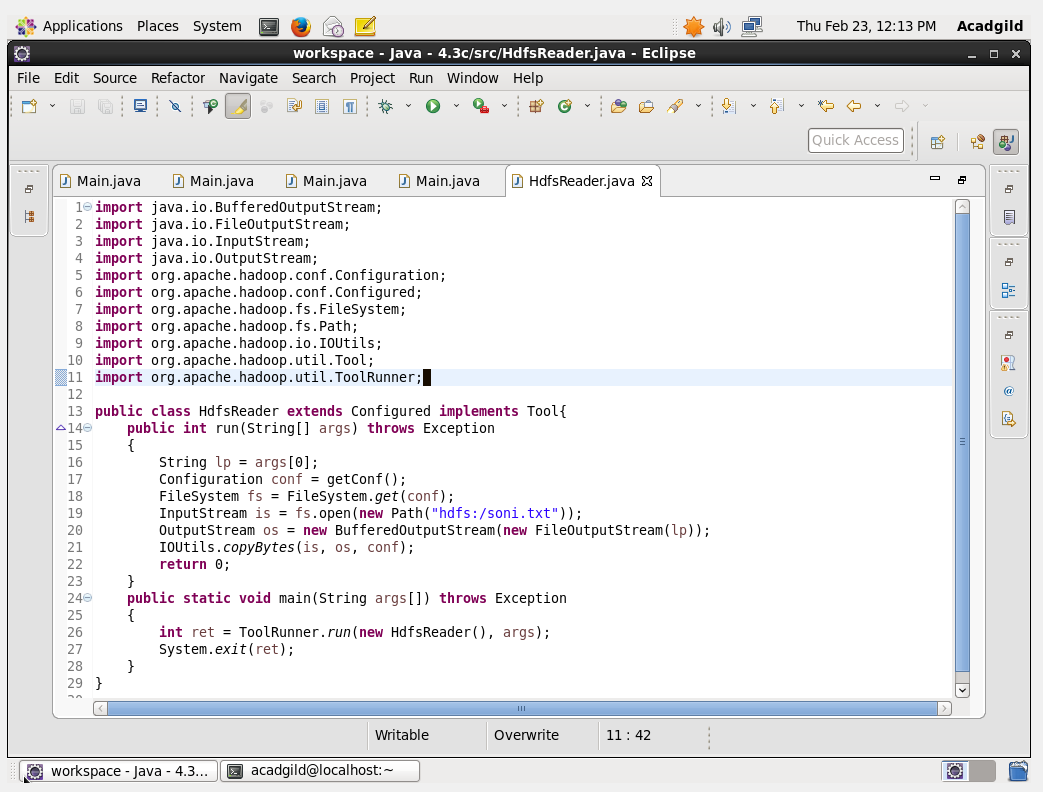 Applications Places System Thu Feb 23, 12:13 PM Acadgild
workspace - Java - 4.3c/src/HdfsReader.java - Eclipse
File Edit Source Refactor Navigate Search Project Run Window Help
Quick Access
Main.java Main.java Main.java Main.java HdfsReader.java
1 import java.io.BufferedOutputStream;
2 import java.io.FileOutputStream;
3 import java.io.InputStream;
4 import java.io.OutputStream;
5 import org.apache.hadoop.conf.Configuration;
6 import org.apache.hadoop.conf.Configured;
7 import org.apache.hadoop.fs.FileSystem;
8 import org.apache.hadoop.fs.Path;
9 import org.apache.hadoop.io.IOUtils;
10 import org.apache.hadoop.util.Tool;
11 import org.apache.hadoop.util.ToolRunner;
12
13 public class HdfsReader extends Configured implements Tool{
14     public int run(String[] args) throws Exception
15     {
16         String lp = args[0];
17         Configuration conf = getConf();
18         FileSystem fs = FileSystem.get(conf);
19         InputStream is = fs.open(new Path("hdfs:/soni.txt"));
20         OutputStream os = new BufferedOutputStream(new FileOutputStream(lp));
21         IOUtils.copyBytes(is, os, conf);
22         return 0;
23     }
24     public static void main(String args[]) throws Exception
25     {
26         int ret = ToolRunner.run(new HdfsReader(), args);
27         System.exit(ret);
28     }
29 }
Writable Overwrite 11 : 42
workspace - Java - 4.3... acadgild@localhost:~